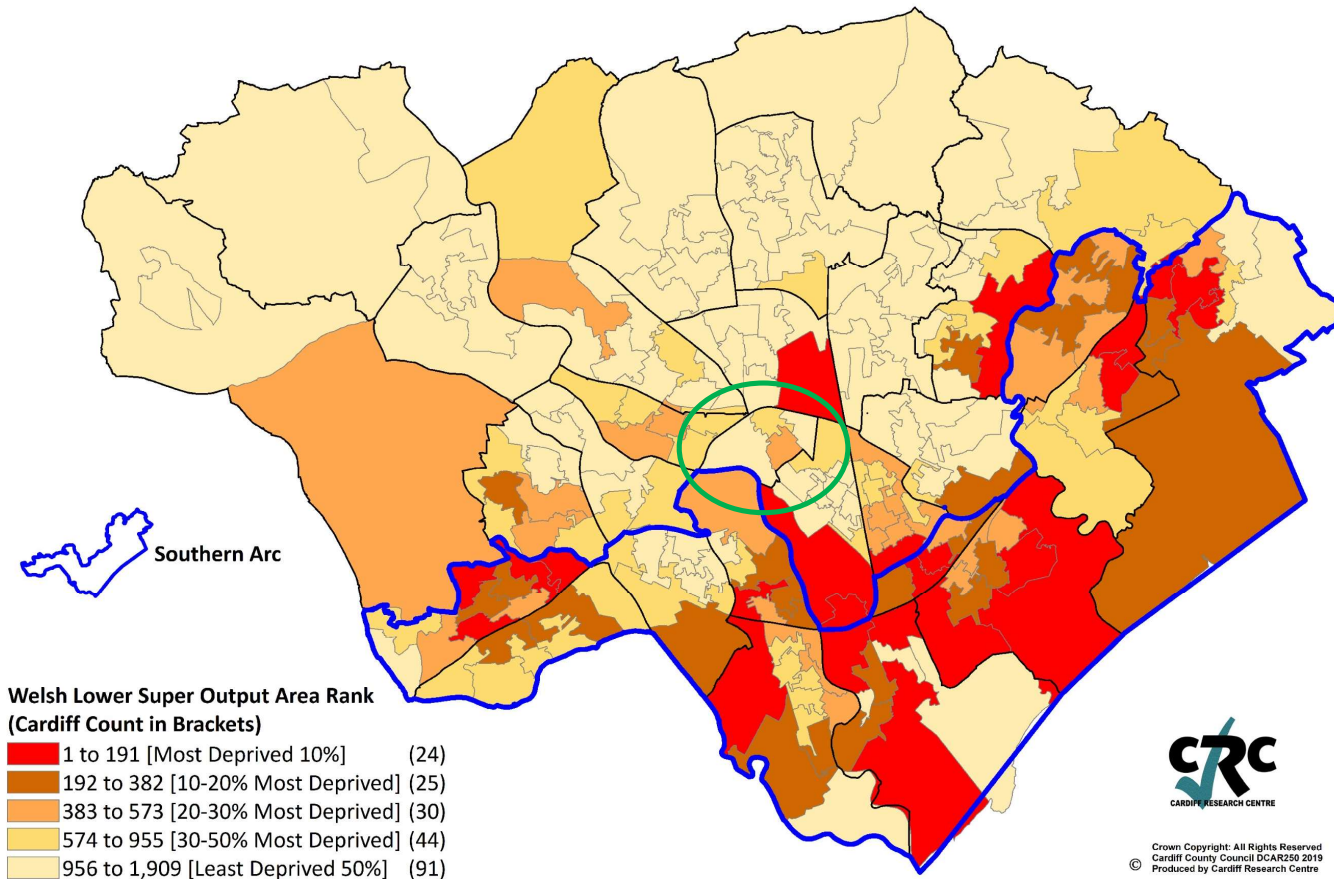 Southern Arc
Welsh Lower Super Output Area Rank
(Cardiff Count in Brackets)
1 to 191 [Most Deprived 10%] (24)
192 to 382 [10-20% Most Deprived] (25)
383 to 573 [20-30% Most Deprived] (30)
574 to 955 [30-50% Most Deprived] (44)
956 to 1,909 [Least Deprived 50%] (91)
CRC
CARDIFF RESEARCH CENTRE
Crown Copyright: All Rights Reserved
Cardiff County Council DCAR250 2019
© Produced by Cardiff Research Centre